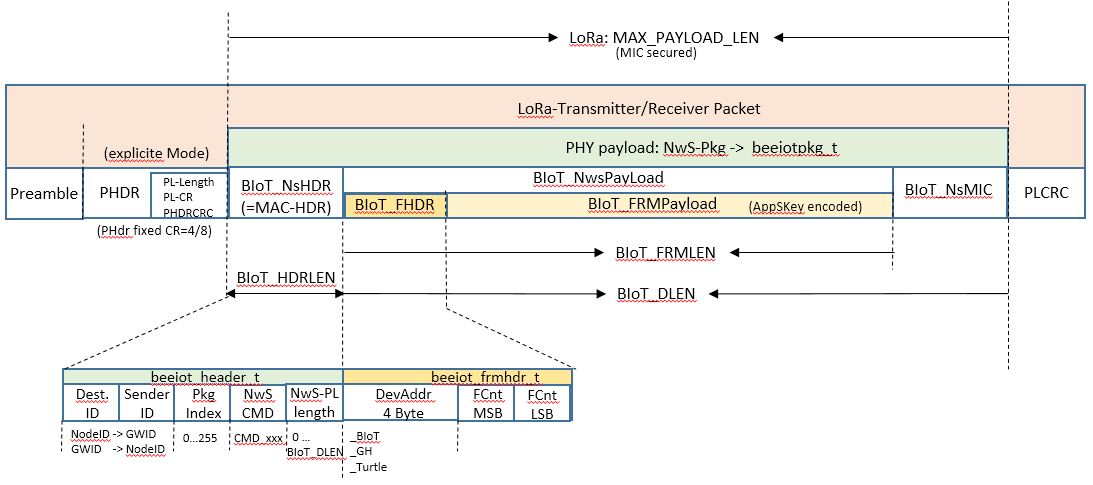 LoRa: MAX_PAYLOAD_LEN
(MIC secured)
LoRa-Transmitter/Receiver Packet
(explicite Mode)
PHY payload: NwS-Pkg -> beeiotpkg_t
Preamble
PHDR
PL-Length
PL-CR
PHDRCRC
BIoT_NsHDR
(=MAC-HDR)
BIoT_NwsPayLoad
BIoT_FHDR
BIoT_FRMPayload (AppSKey encoded)
BIoT_NsMIC
PLCRC
(PHdr fixed CR=4/8)
BIoT_FRMLEN
BIoT_HDRLEN
BIoT_DLEN
beeiot_header_t
beeiot_frmhdr_t
Dest.
ID
Sender
ID
Pkg
Index
NwS
CMD
NwS-PL
length
DevAddr
4 Byte
FCnt
MSB
FCnt
LSB
NodeID -> GWID
GWID -> NodeID
0...255
CMD_xxx
0 ...
BIoT_DLEN
_BIoT
_GH
_Turtle